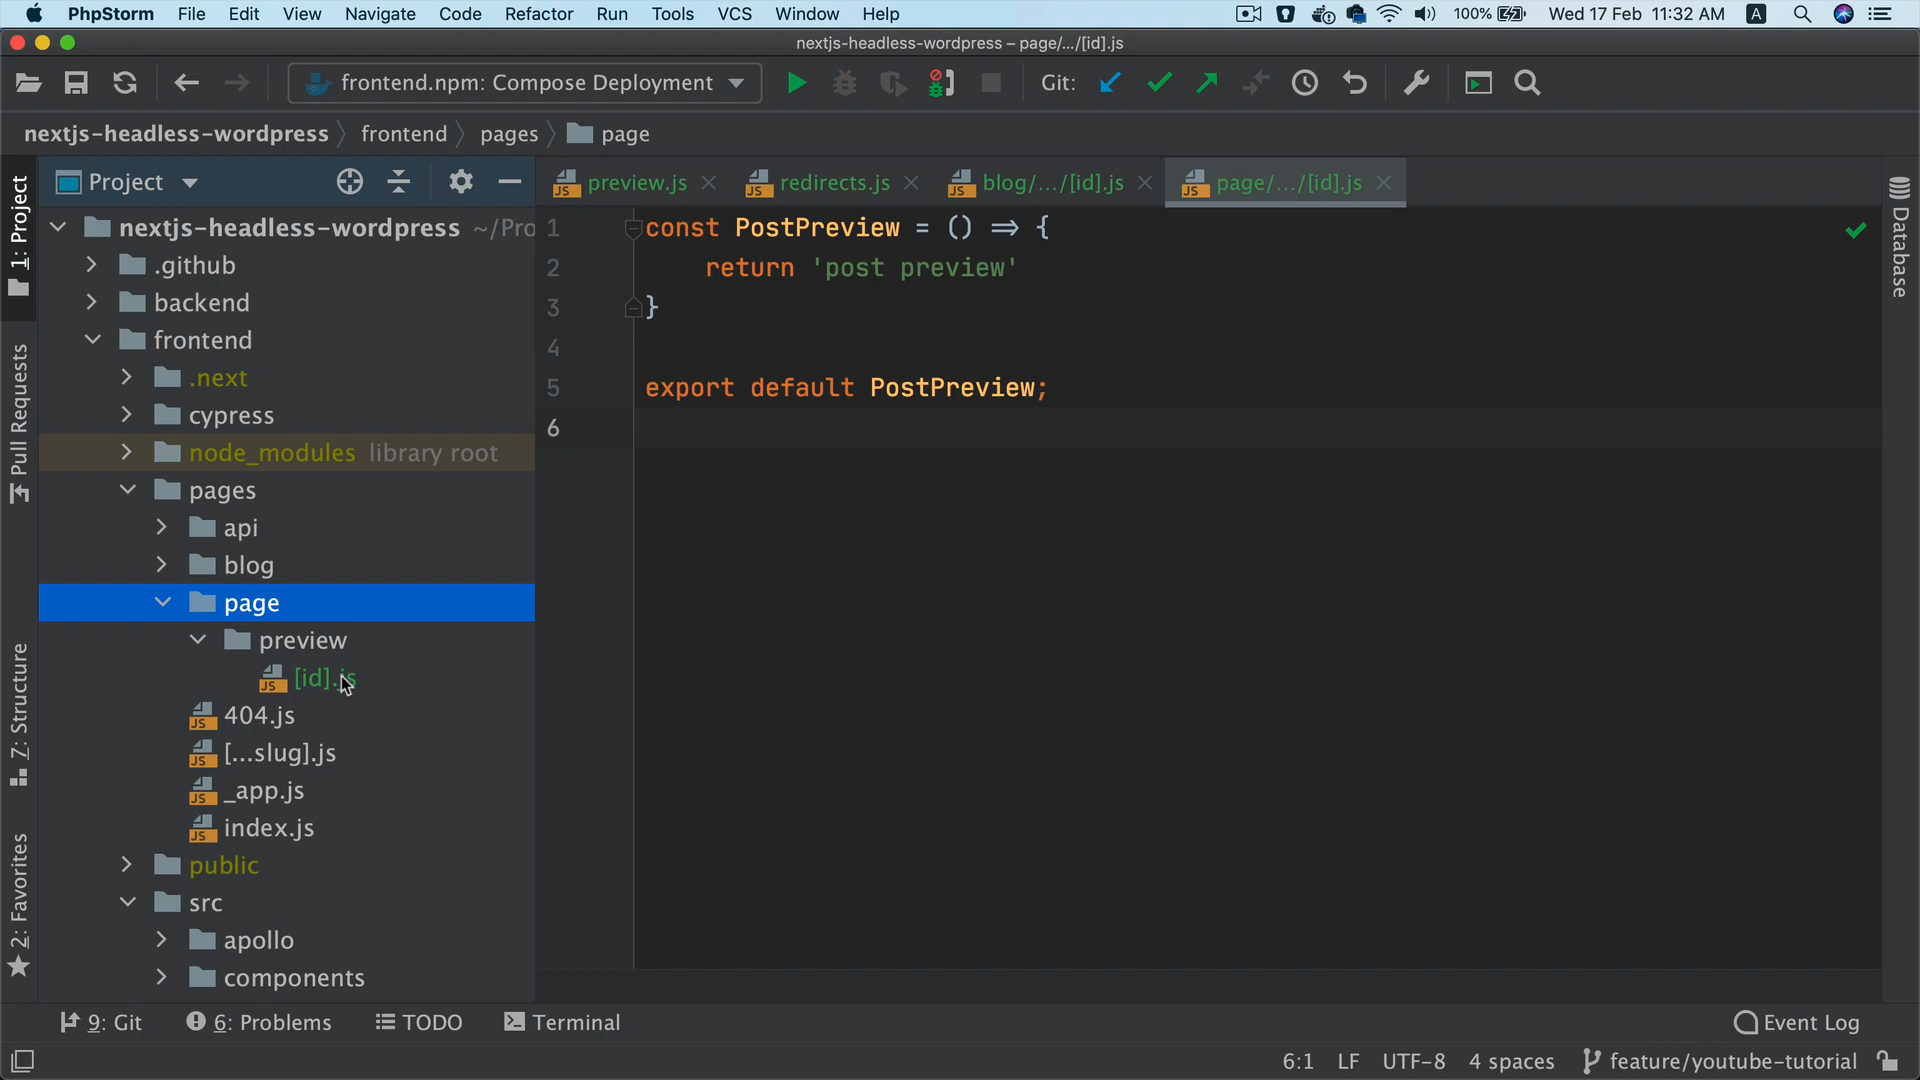 PhpStorm File Edit View Navigate Code Refactor Run Tools VCS Window Help 100% Wed 17 Feb 11:32 AM A
nextjs-headless-wordpress – page/.../[id].js
frontend.npm: Compose Deployment Git:
nextjs-headless-wordpress frontend pages page
1: Project
Pull Requests
Z: Structure
2: Favorites
Project
nextjs-headless-wordpress ~/Pro
.github
backend
frontend
.next
cypress
node_modules library root
pages
api
blog
page
preview
[id].js
404.js
[...slug].js
_app.js
index.js
public
src
apollo
components
preview.js redirects.js blog/.../[id].js page/.../[id].js
1 const PostPreview = () => {
2 return 'post preview'
3 }
4
5 export default PostPreview;
6
Database
9: Git 6: Problems TODO Terminal Event Log
6:1 LF UTF-8 4 spaces feature/youtube-tutorial